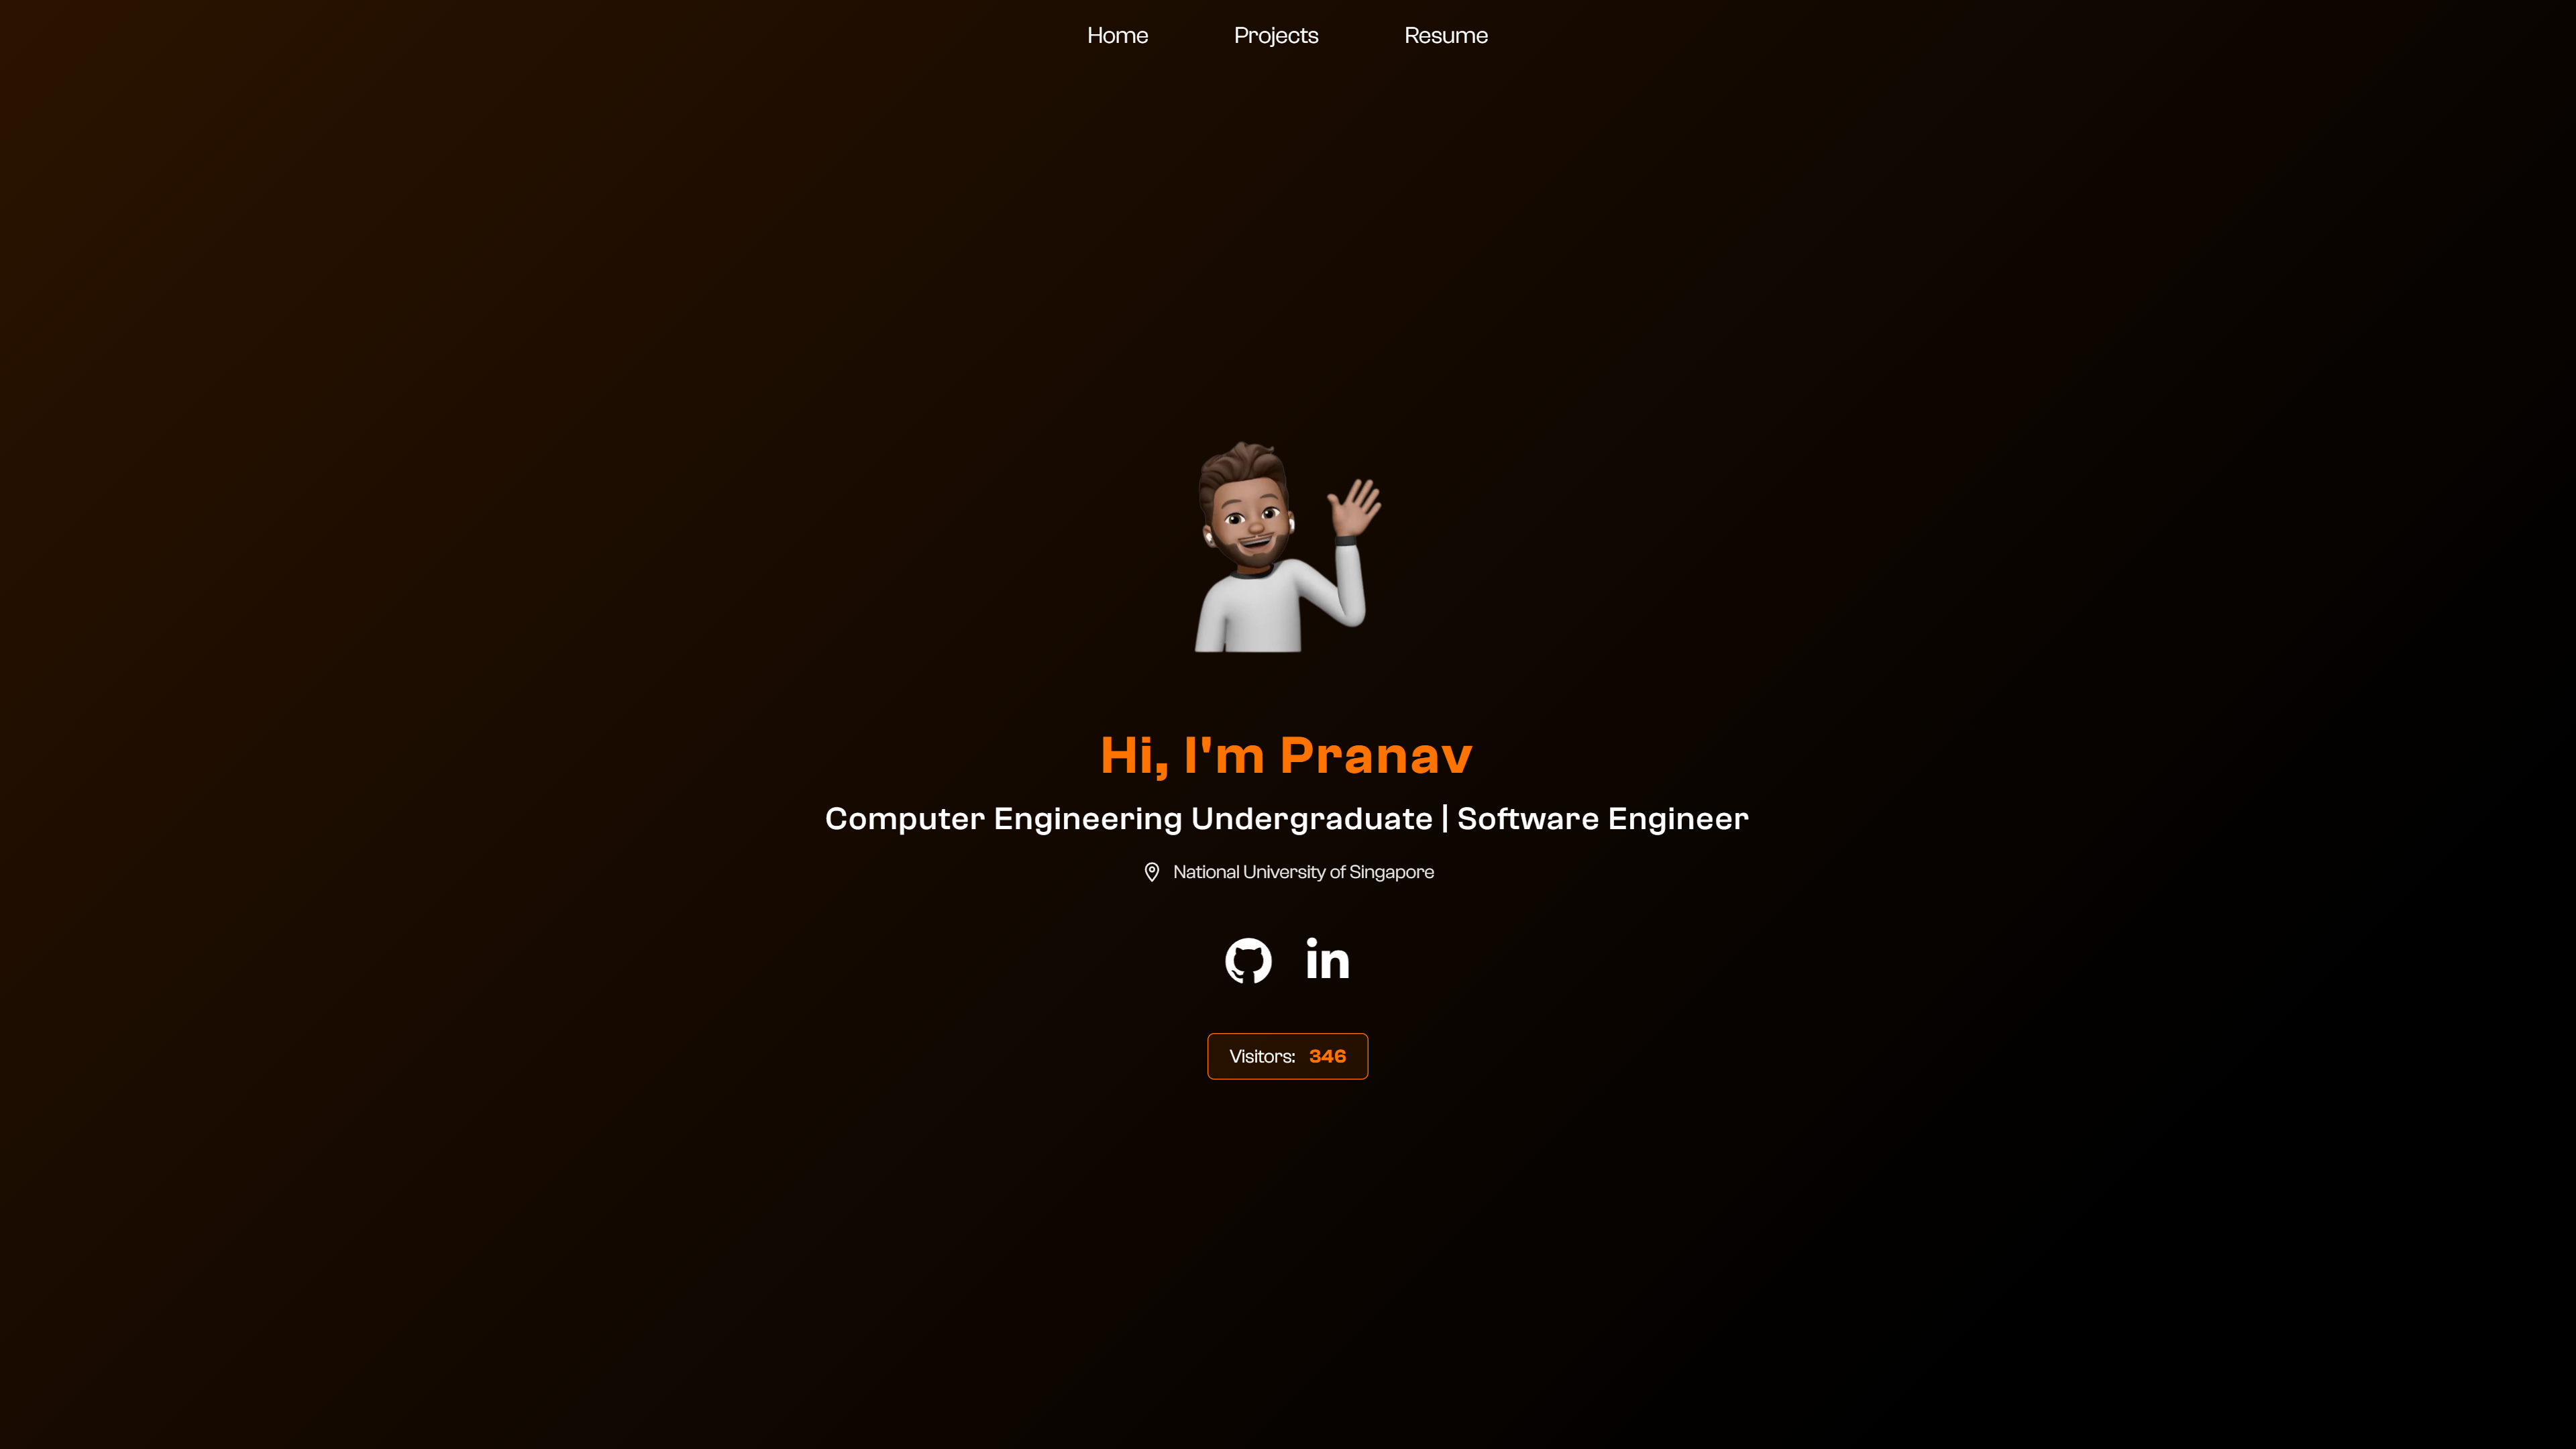 Home Projects Resume
Hi, I'm Pranav
Computer Engineering Undergraduate | Software Engineer
National University of Singapore
in
Visitors: 346